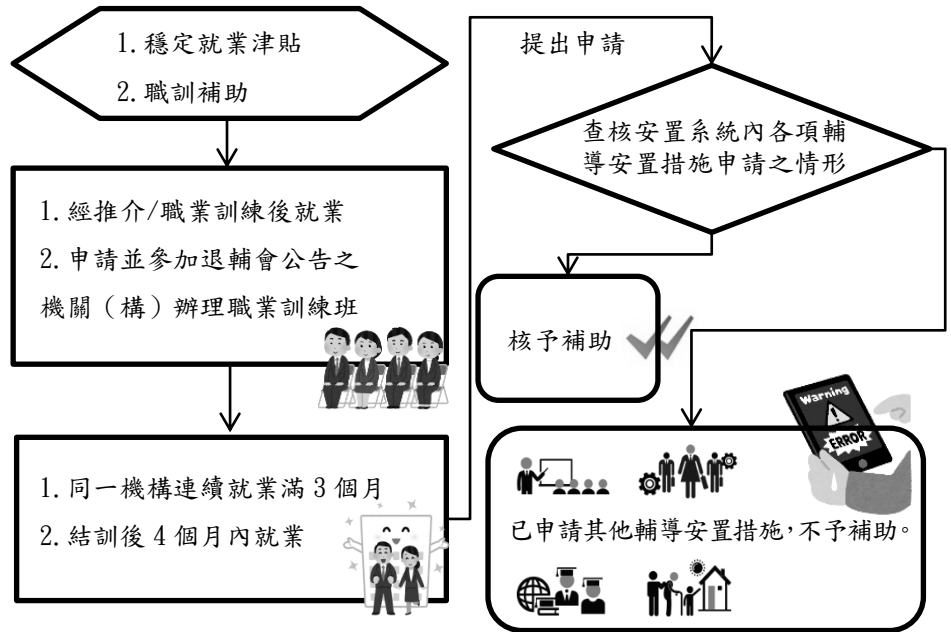 1.穩定就業津貼
2.職訓補助
1.經推介/職業訓練後就業
2.申請並參加退輔會公告之
機關（構）辦理職業訓練班
1.同一機構連續就業滿3個月
2.結訓後4個月內就業
提出申請
查核安置系統內各項輔
導安置措施申請之情形
核予補助
Warning
!
ERROR
已申請其他輔導安置措施，不予補助。